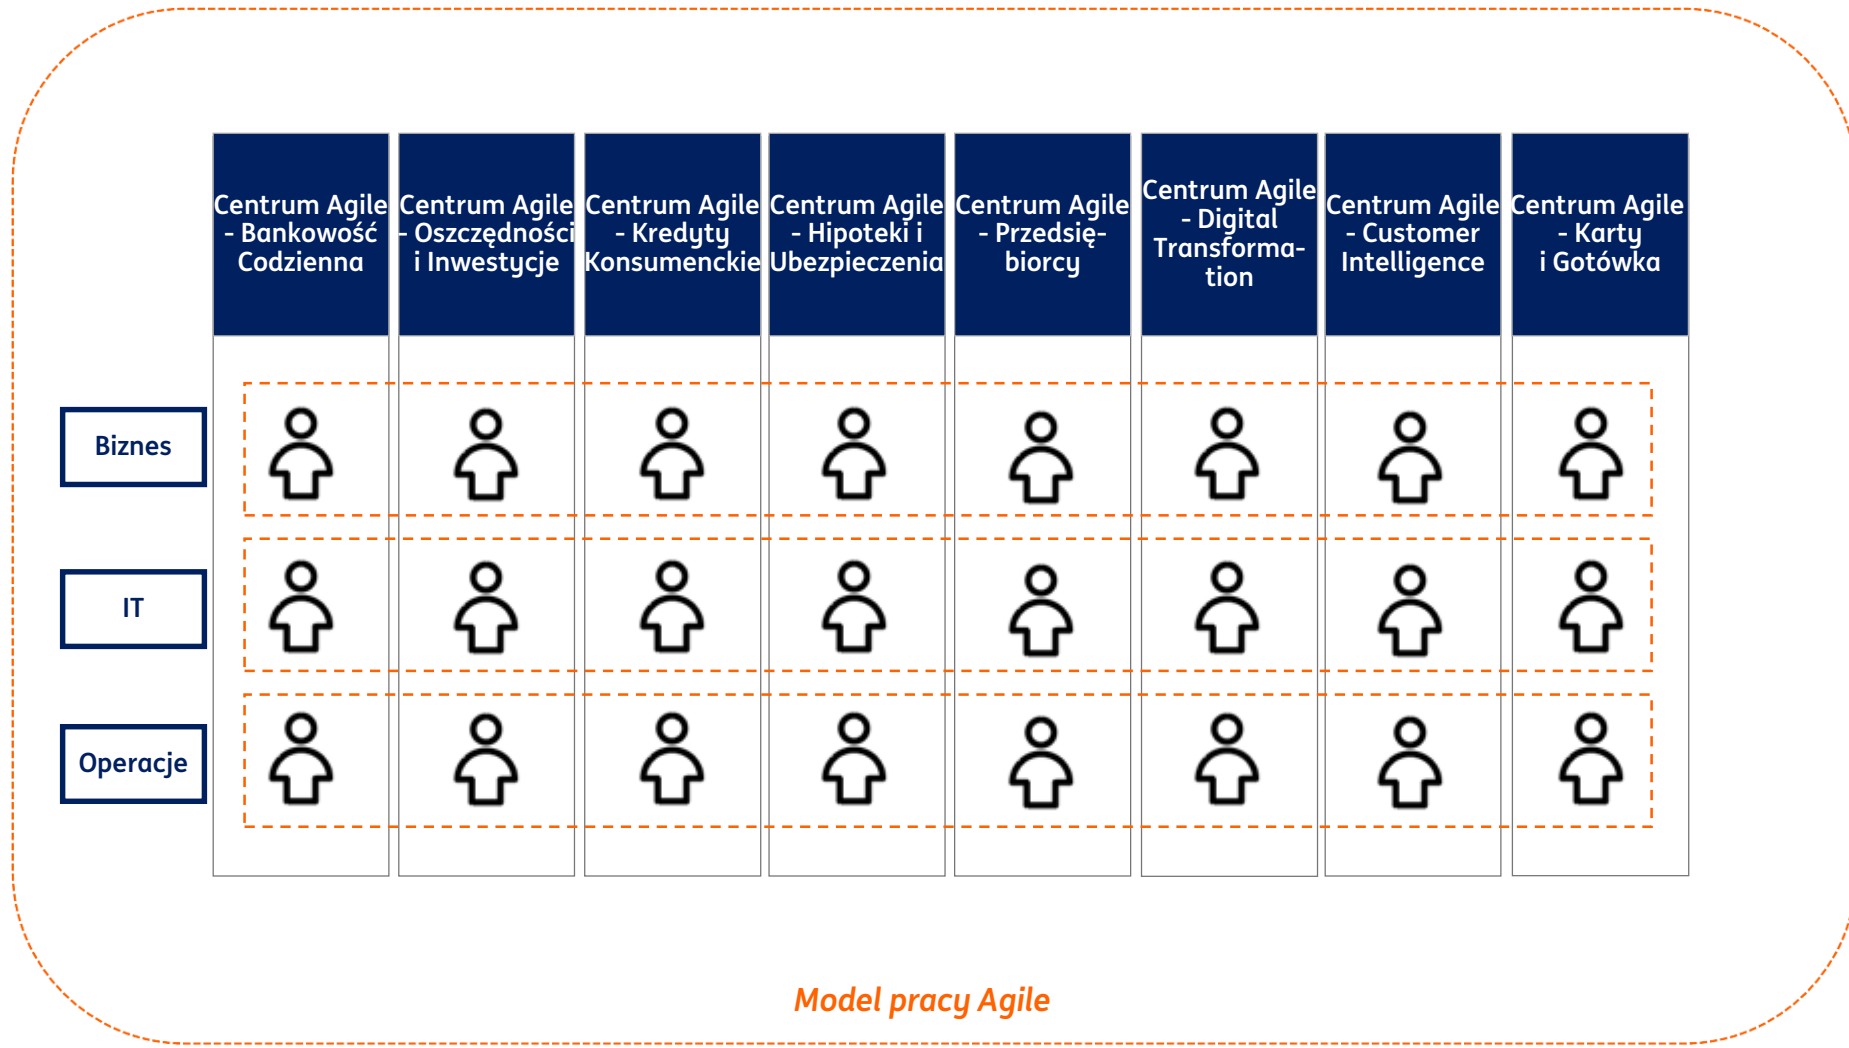 Centrum Agile
- Bankowość
Codzienna
Centrum Agile
- Oszczędności
i Inwestycje
Centrum Agile
- Kredyty
Konsumenckie
Centrum Agile
- Hipoteki i
Ubezpieczenia
Centrum Agile
- Przedsię-
biorcy
Centrum Agile
- Digital
Transforma-
tion
Centrum Agile
- Customer
Intelligence
Centrum Agile
- Karty
i Gotówka
Biznes
IT
Operacje
Model pracy Agile